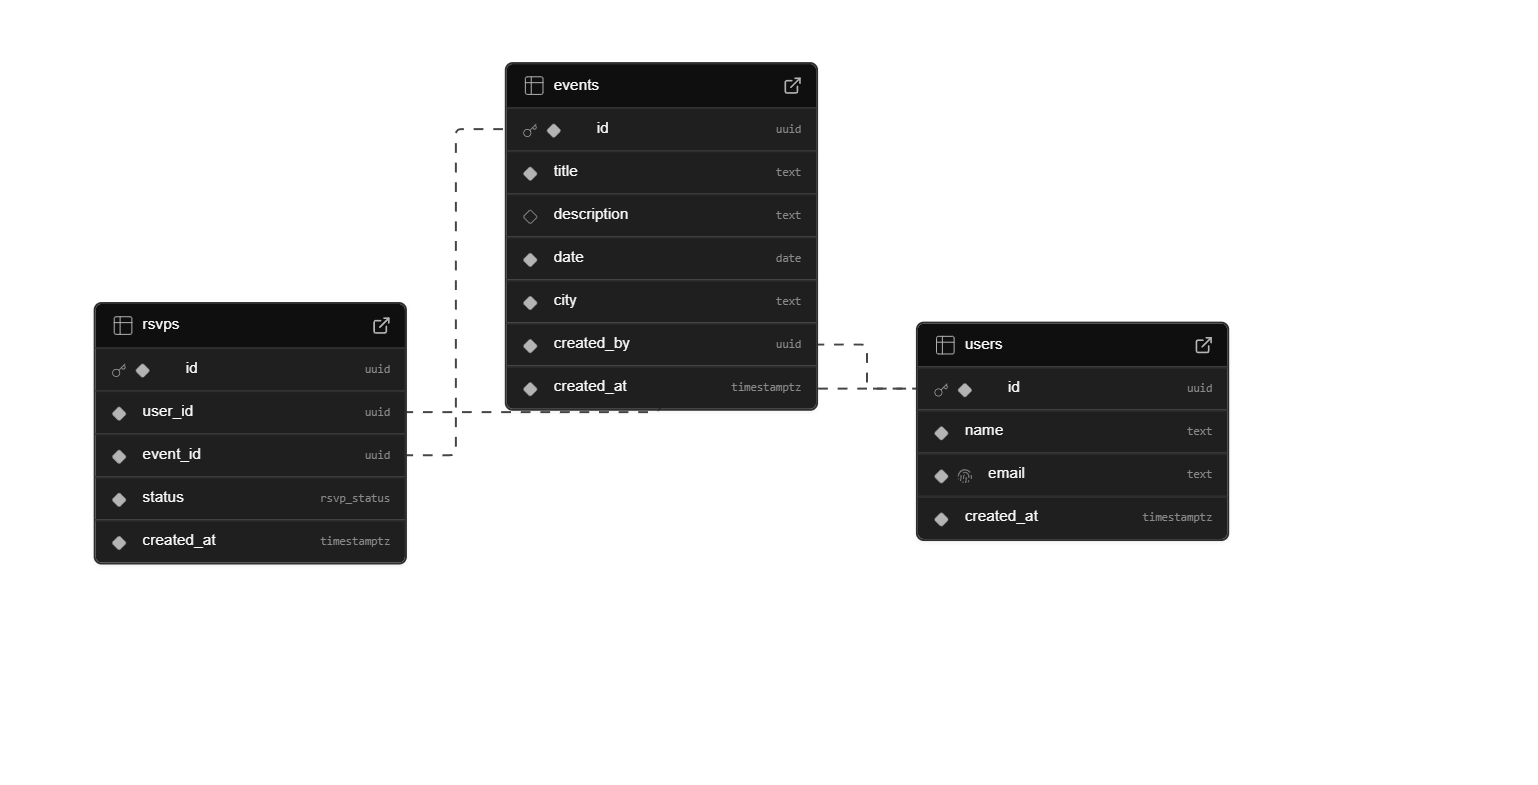 events
id uuid
title text
description text
date date
city text
created_by uuid
created_at timestamptz
rsvps
id uuid
user_id uuid
event_id uuid
status rsvp_status
created_at timestamptz
users
id uuid
name text
email text
created_at timestamptz